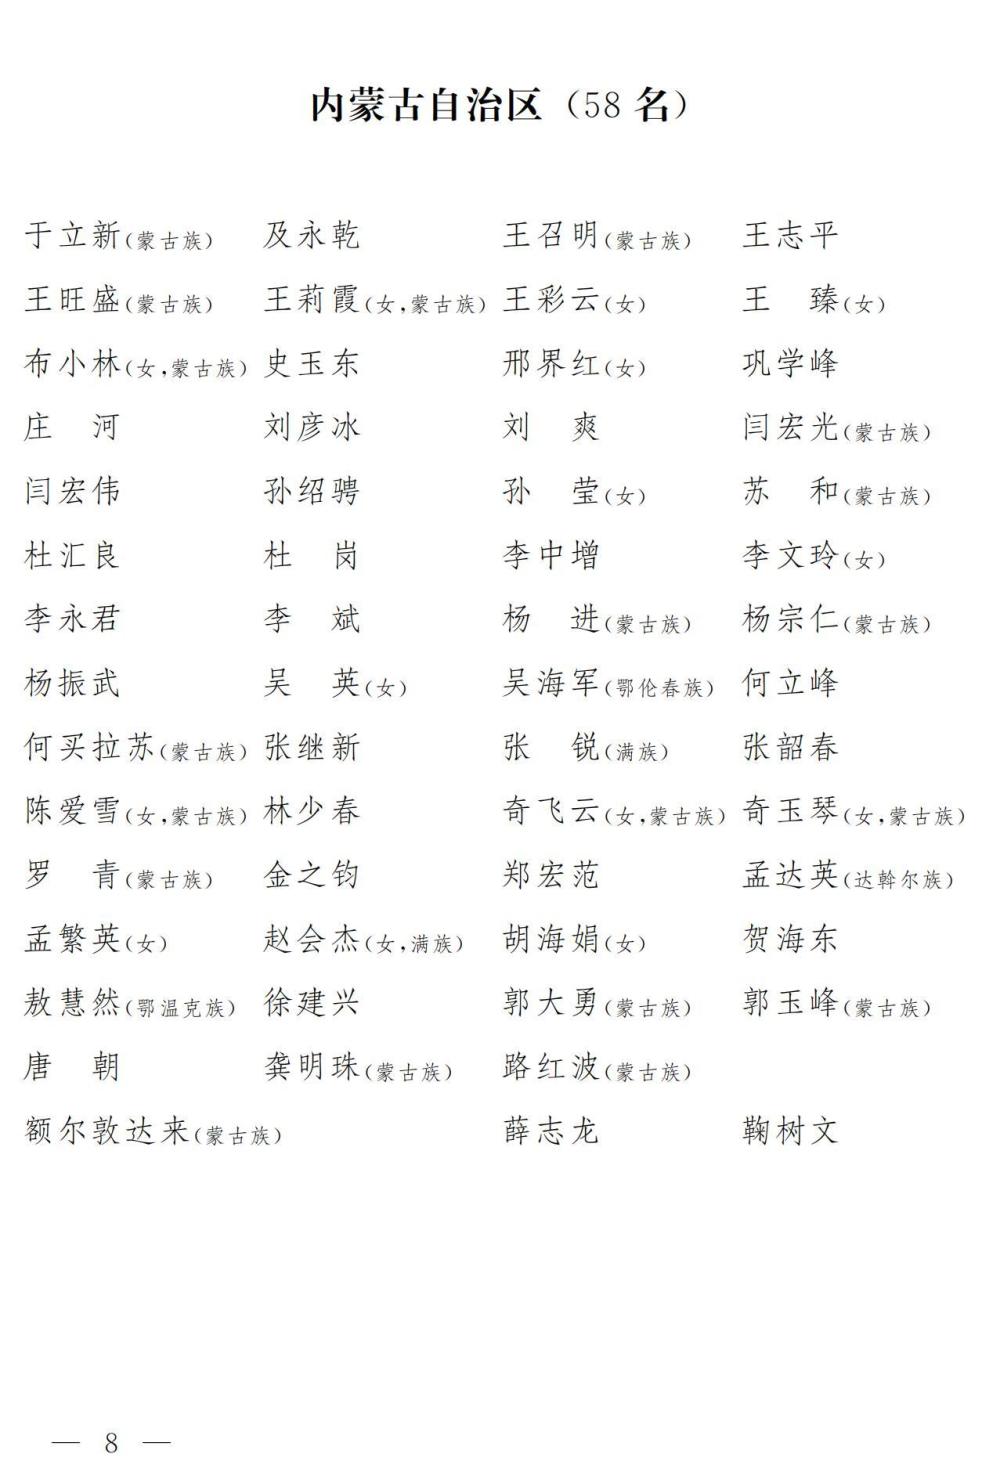 内蒙古自治区（58 名）
于立新(蒙古族) 及永乾 王召明(蒙古族) 王志平
王旺盛(蒙古族) 王莉霞(女,蒙古族) 王彩云(女) 王　臻(女)
布小林(女,蒙古族) 史玉东 邢界红(女) 巩学峰
庄　河 刘彦冰 刘　爽 闫宏光(蒙古族)
闫宏伟 孙绍骋 孙　莹(女) 苏　和(蒙古族)
杜汇良 杜　岗 李中增 李文玲(女)
李永君 李　斌 杨　进(蒙古族) 杨宗仁(蒙古族)
杨振武 吴　英(女) 吴海军(鄂伦春族) 何立峰
何买拉苏(蒙古族) 张继新 张　锐(满族) 张韶春
陈爱雪(女,蒙古族) 林少春 奇飞云(女,蒙古族) 奇玉琴(女,蒙古族)
罗　青(蒙古族) 金之钧 郑宏范 孟达英(达斡尔族)
孟繁英(女) 赵会杰(女,满族) 胡海娟(女) 贺海东
敖慧然(鄂温克族) 徐建兴 郭大勇(蒙古族) 郭玉峰(蒙古族)
唐　朝 龚明珠(蒙古族) 路红波(蒙古族)
额尔敦达来(蒙古族) 薛志龙 鞠树文
— 8 —